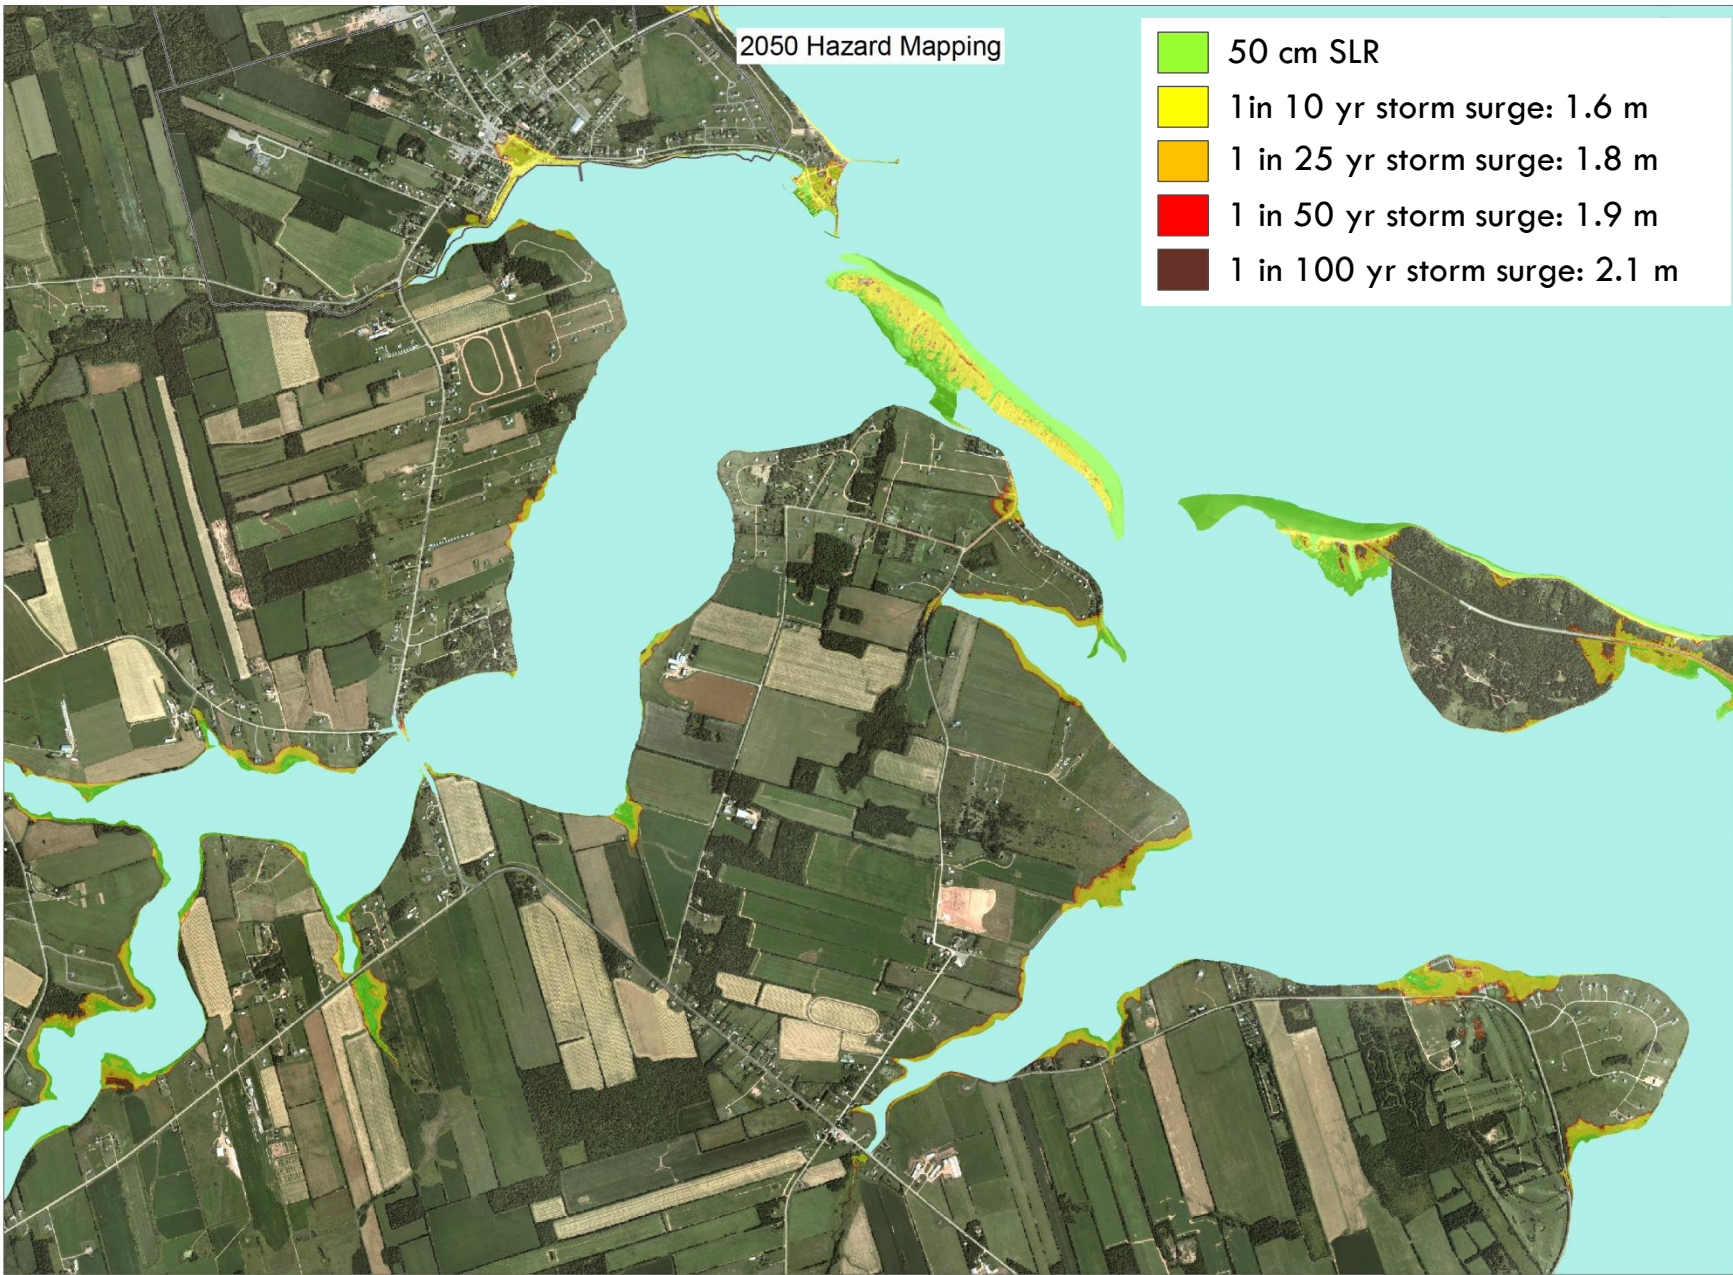 2050 Hazard Mapping
50 cm SLR
1in 10 yr storm surge: 1.6 m
1 in 25 yr storm surge: 1.8 m
1 in 50 yr storm surge: 1.9 m
1 in 100 yr storm surge: 2.1 m